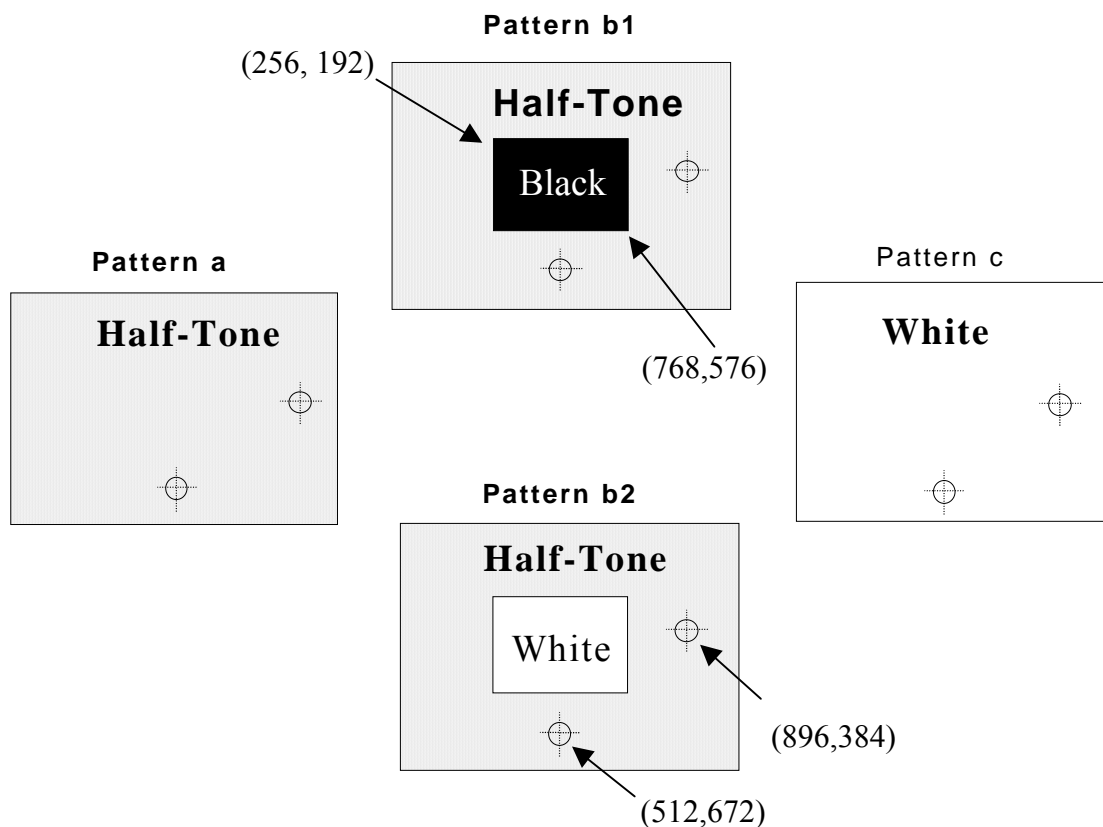 Pattern b1
(256, 192)
Half-Tone
Black
Pattern a
Half-Tone
Pattern c
White
(768,576)
Pattern b2
Half-Tone
White
(896,384)
(512,672)